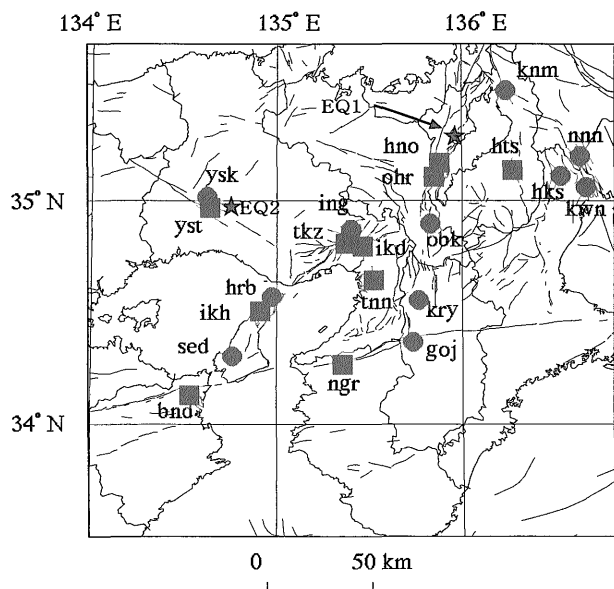 134° E 135° E 136° E
knm
EQ1
nnn
hno hts
ohr
ysk hks
35° N kwn
ing
yst EQ2
tkz ikd obk
hrb tnn
ikh kry
sed goj
ngr
bnd
34° N
0 50 km